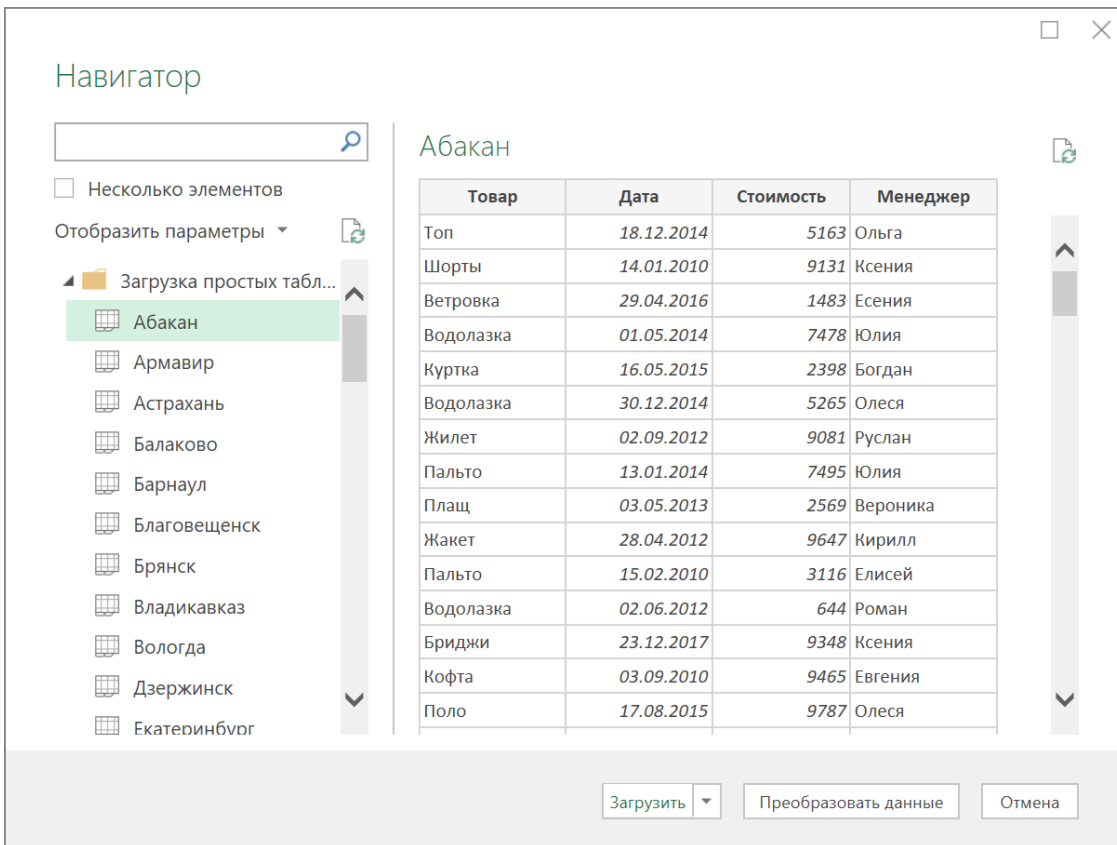 Навигатор
Несколько элементов
Отобразить параметры
Загрузка простых табл...
Абакан
Армавир
Астрахань
Балаково
Барнаул
Благовещенск
Брянск
Владикавказ
Вологда
Дзержинск
Екатеринбург
Абакан
Товар Дата Стоимость Менеджер
Топ 18.12.2014 5163 Ольга
Шорты 14.01.2010 9131 Ксения
Ветровка 29.04.2016 1483 Есения
Водолазка 01.05.2014 7478 Юлия
Куртка 16.05.2015 2398 Богдан
Водолазка 30.12.2014 5265 Олеся
Жилет 02.09.2012 9081 Руслан
Пальто 13.01.2014 7495 Юлия
Плащ 03.05.2013 2569 Вероника
Жакет 28.04.2012 9647 Кирилл
Пальто 15.02.2010 3116 Елисей
Водолазка 02.06.2012 644 Роман
Бриджи 23.12.2017 9348 Ксения
Кофта 03.09.2010 9465 Евгения
Поло 17.08.2015 9787 Олеся
Загрузить Преобразовать данные Отмена